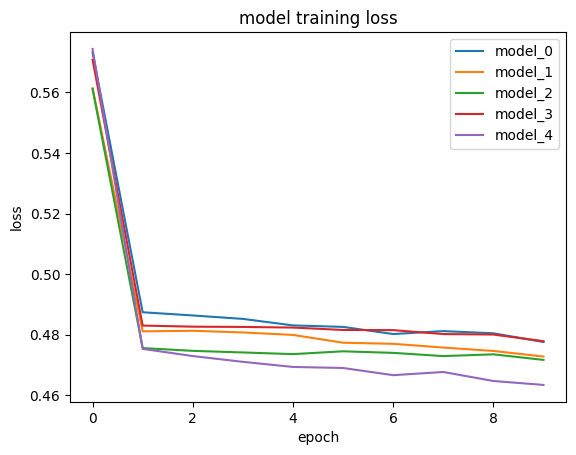 model training loss
model_0
model_1
model_2
model_3
model_4
0.56
0.54
0.52
0.50
0.48
0.46
loss
0 2 4 6 8
epoch